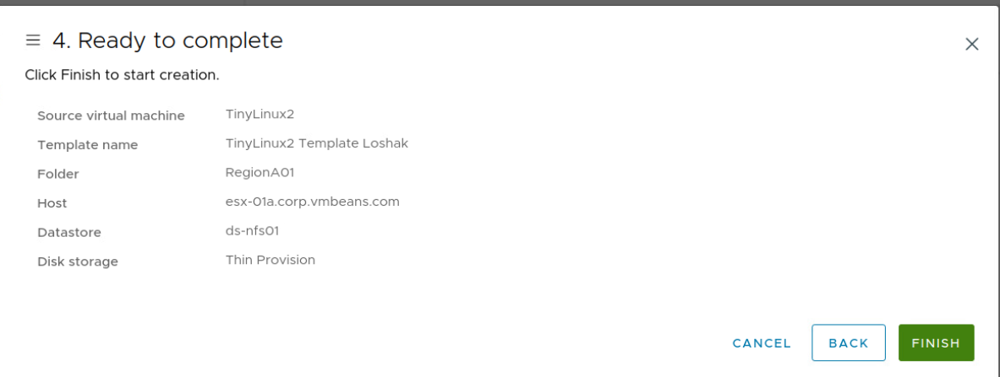 4. Ready to complete
Click Finish to start creation.
Source virtual machine TinyLinux2
Template name TinyLinux2 Template Loshak
Folder RegionA01
Host esx-01a.corp.vmbeans.com
Datastore ds-nfs01
Disk storage Thin Provision
CANCEL BACK FINISH